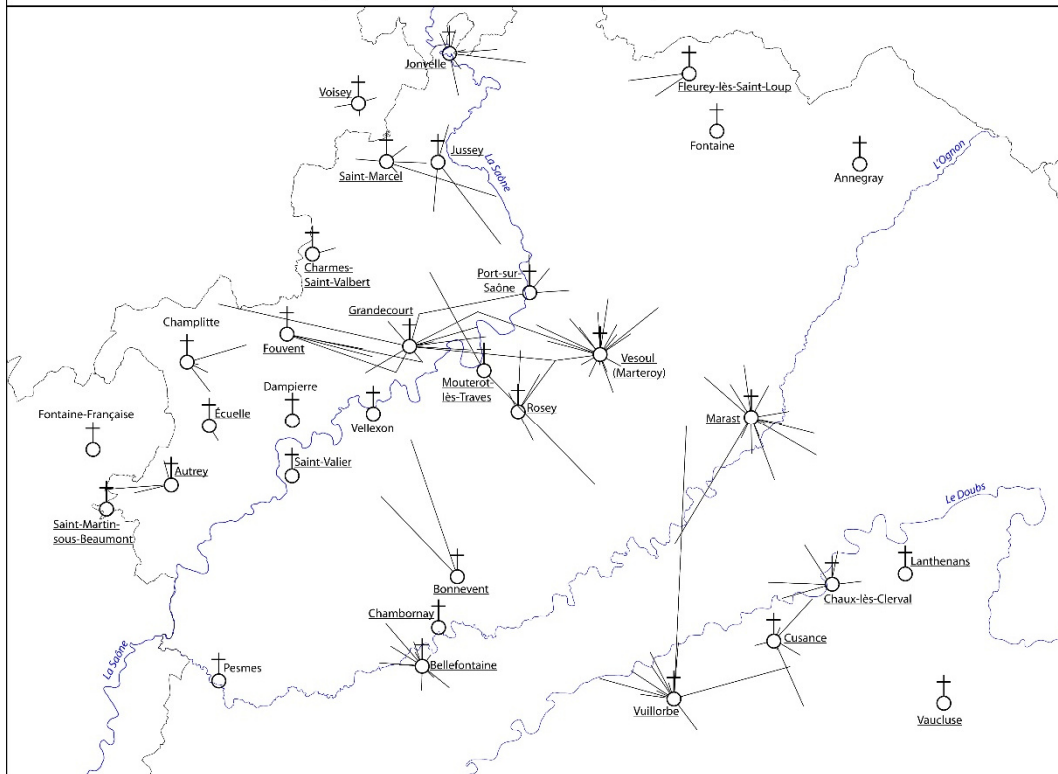 Jonvelle
Fleurey-lès-Saint-Loup
Voisey
Fontaine
L'Ognon
Jussey
La Saône
Saint-Marcel
Annegray
Charmes-
Saint-Valbert
Port-sur-
Saône
Grandecourt
Champlitte
Fouvent
Vesoul
(Marteroy)
Mouterot-
lès-Traves
Dampierre
Rosey
Fontaine-Française
Écuelle
Vellexon
Marast
Saint-Valier
Autrey
Le Doubs
Saint-Martin-
sous-Beaumont
Lanthenans
Bonnevent
Chaux-lès-Clerval
Chambornay
Cusance
La Saône
Pesmes
Bellefontaine
Vuillorbe
Vaucluse